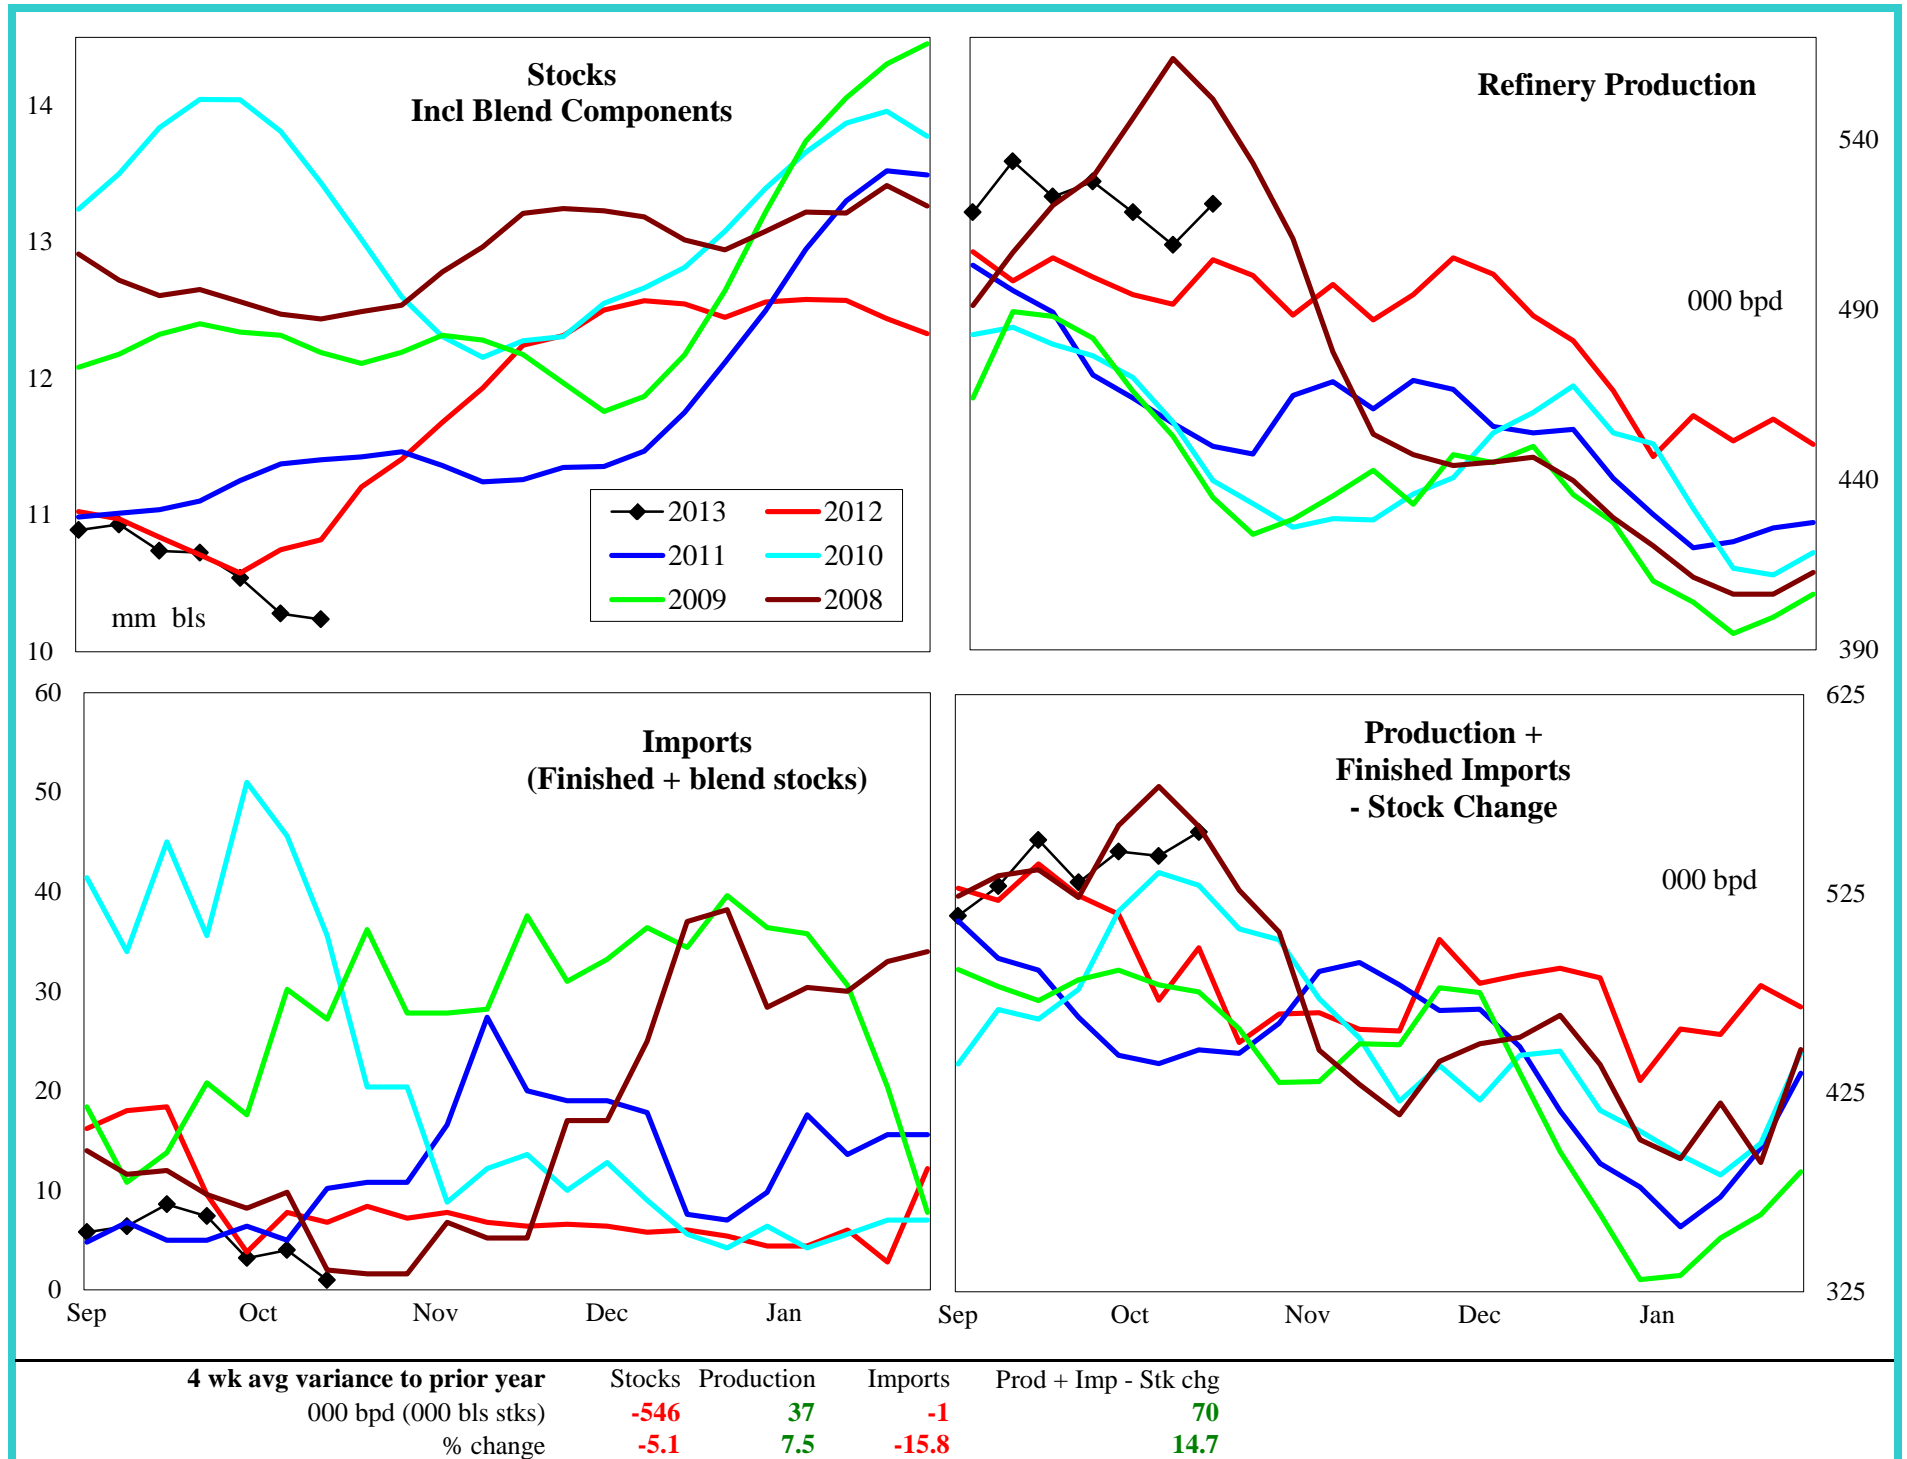 Stocks
Incl Blend Components
14
13
12
11
10
mm bls
2013 2012
2011 2010
2009 2008
Refinery Production
000 bpd
540
490
440
390
Imports
(Finished + blend stocks)
60
50
40
30
20
10
0
Sep Oct Nov Dec Jan
Production +
Finished Imports
- Stock Change
000 bpd
625
525
425
325
Sep Oct Nov Dec Jan
4 wk avg variance to prior year Stocks Production Imports Prod + Imp - Stk chg
000 bpd (000 bls stks) -546 37 -1 70
% change -5.1 7.5 -15.8 14.7